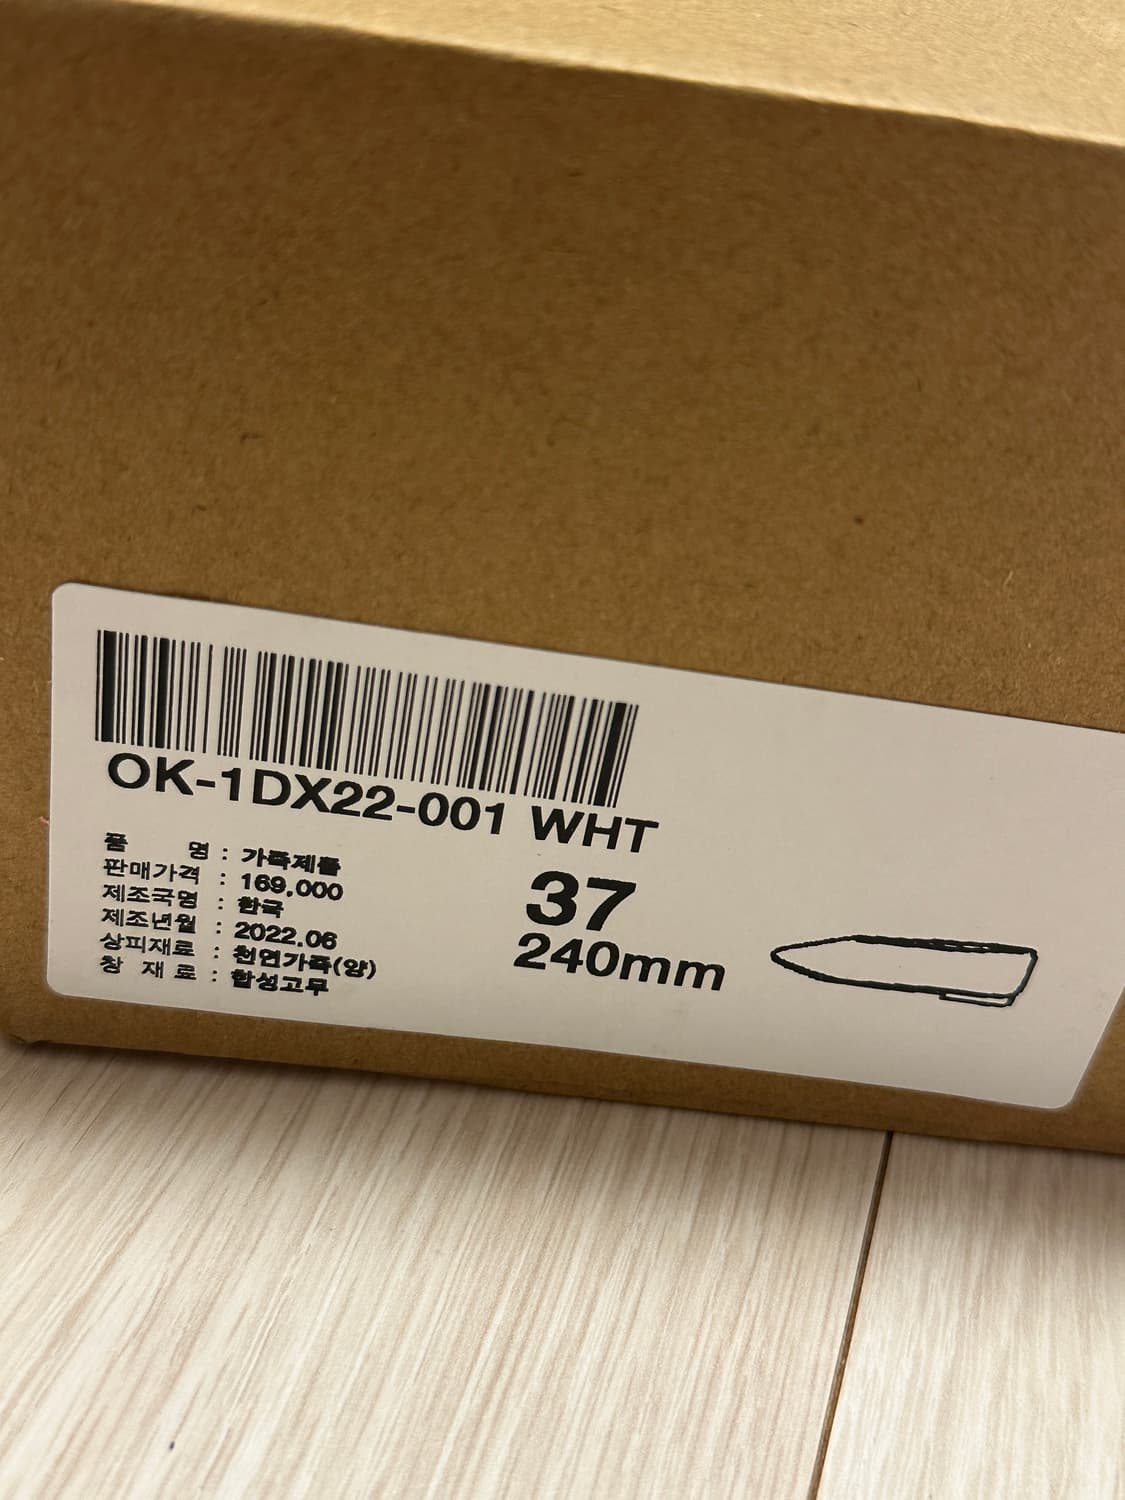 OK-1DX22-001 WHT
품 명 : 가죽제품
판매가격 : 169,000
제조국명 : 한국
제조년월 : 2022.06
상피재료 : 천연가죽(양)
창 재 료 : 합성고무
37
240mm